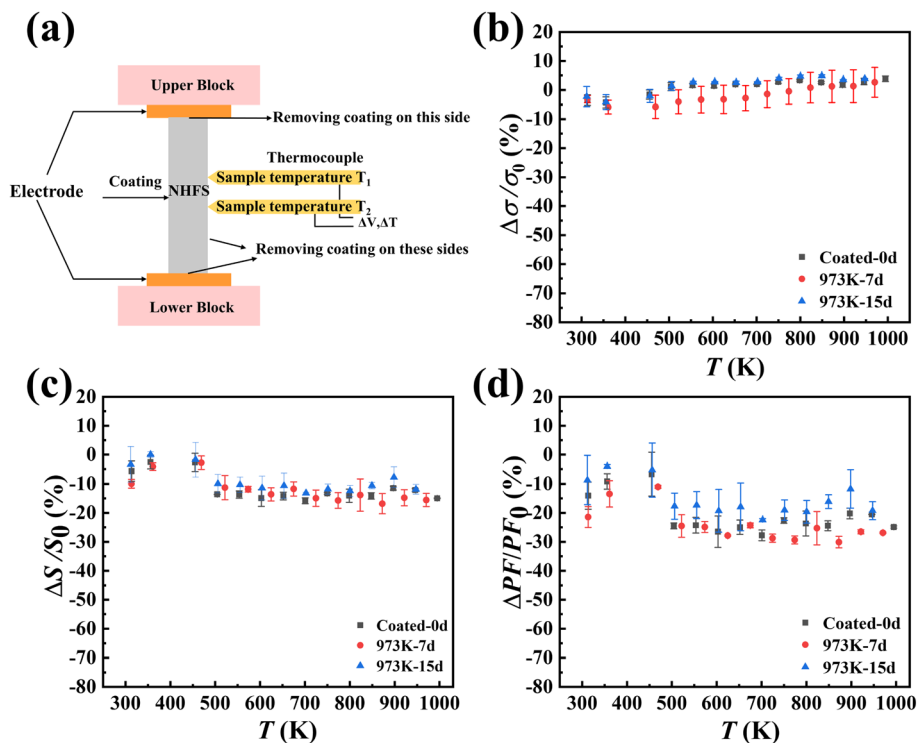 (a)
Upper Block
Removing coating on this side
Thermocouple
Coating
Sample temperature T1
Electrode
NHFS
Sample temperature T2
ΔV,ΔT
Removing coating on these sides
Lower Block
(b)
Δσ/σ0 (%)
20
10
0
-10
-20
-30
-40
-50
-60
-70
-80
Coated-0d
973K-7d
973K-15d
300 400 500 600 700 800 900 1000
T (K)
(c)
ΔS/S0 (%)
20
10
0
-10
-20
-30
-40
-50
-60
-70
-80
Coated-0d
973K-7d
973K-15d
300 400 500 600 700 800 900 1000
T (K)
(d)
ΔPF/PF0 (%)
20
10
0
-10
-20
-30
-40
-50
-60
-70
-80
Coated-0d
973K-7d
973K-15d
300 400 500 600 700 800 900 1000
T (K)